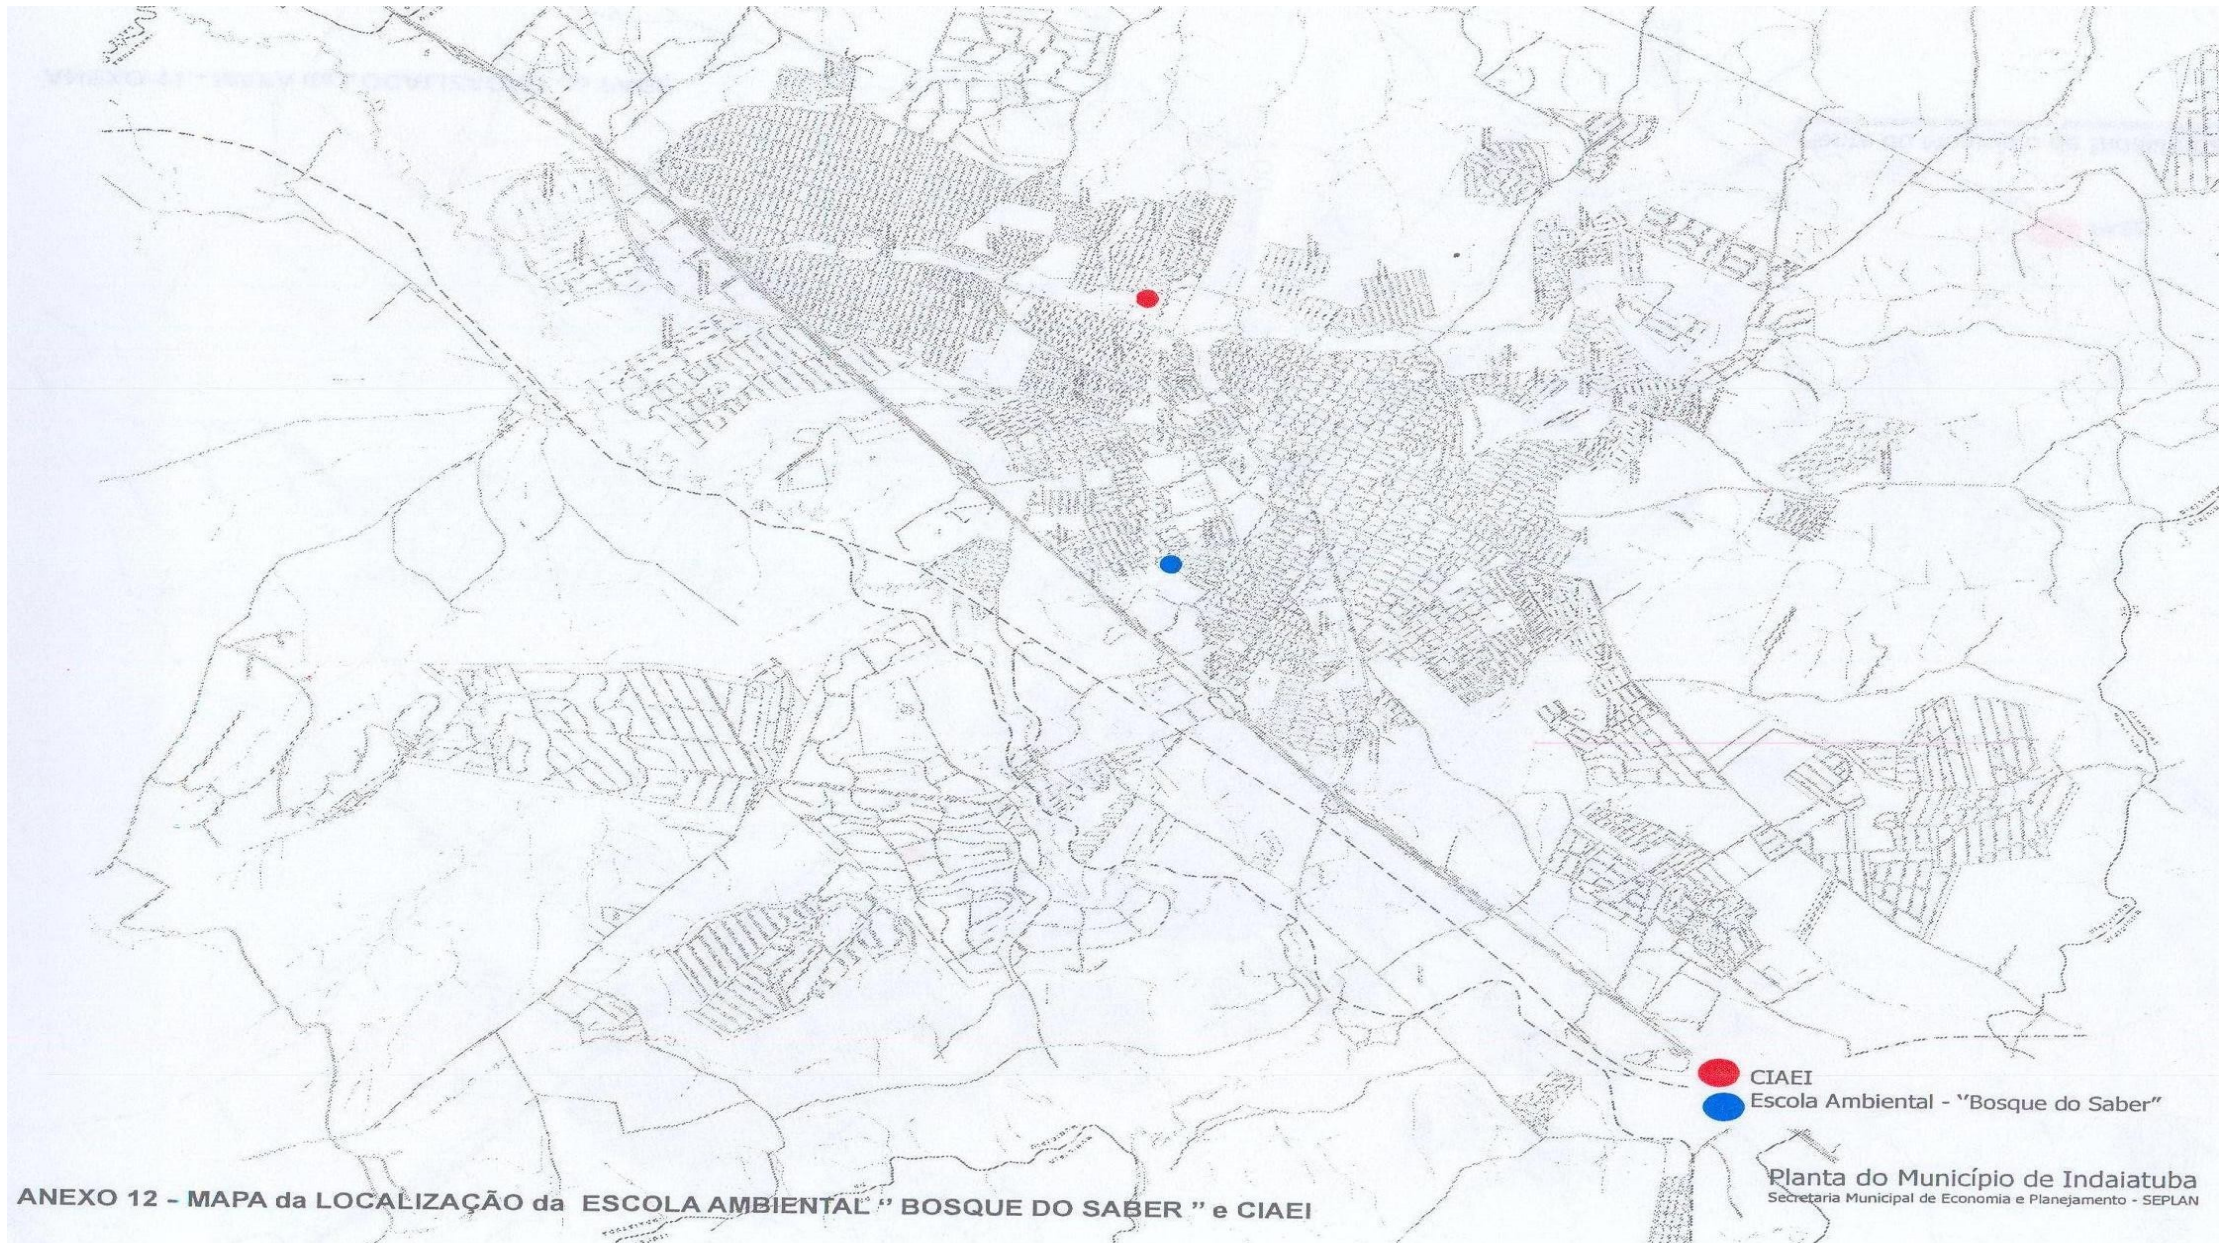 CIAEI
Escola Ambiental - “Bosque do Saber”
Planta do Município de Indaiatuba
Secretaria Municipal de Economia e Planejamento - SEPLAN
ANEXO 12 - MAPA da LOCALIZAÇÃO da ESCOLA AMBIENTAL “ BOSQUE DO SABER ” e CIAEI